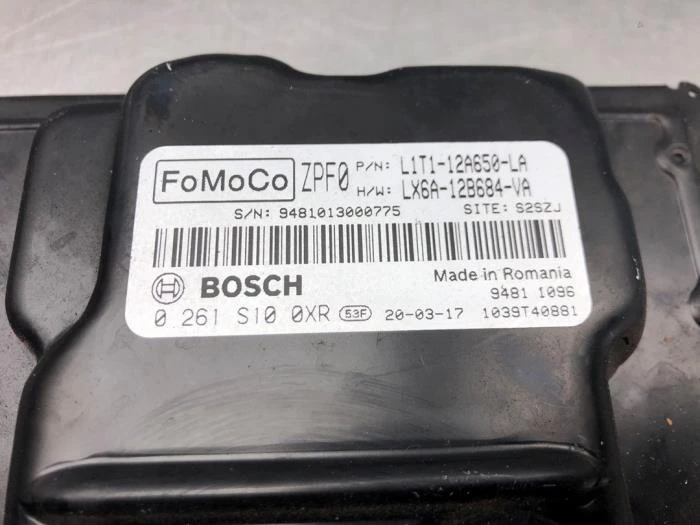 FoMoCo ZPF0 P/N: L1T1-12A650-LA
H/W: LX6A-12B684-VA
S/N: 9481013000775 SITE: S2SZJ
BOSCH Made in Romania
9481 1096
0 261 S10 0XR 53F 20-03-17 1039T40881